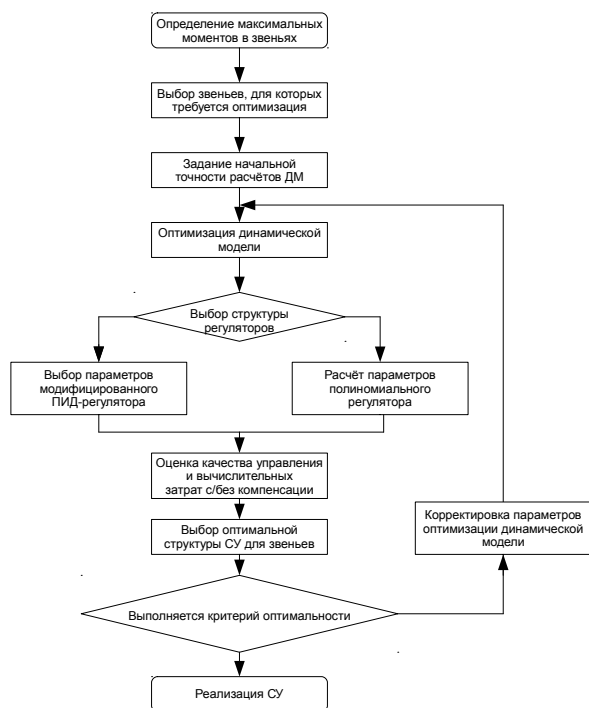 Определение максимальных
моментов в звеньях
Выбор звеньев, для которых
требуется оптимизация
Задание начальной
точности расчётов ДМ
Оптимизация динамической
модели
Выбор структуры
регуляторов
Выбор параметров
модифицированного
ПИД-регулятора
Расчёт параметров
полиномиального
регулятора
Оценка качества управления
и вычислительных
затрат с/без компенсации
Выбор оптимальной
структуры СУ для звеньев
Корректировка параметров
оптимизации динамической
модели
Выполняется критерий оптимальности
Реализация СУ